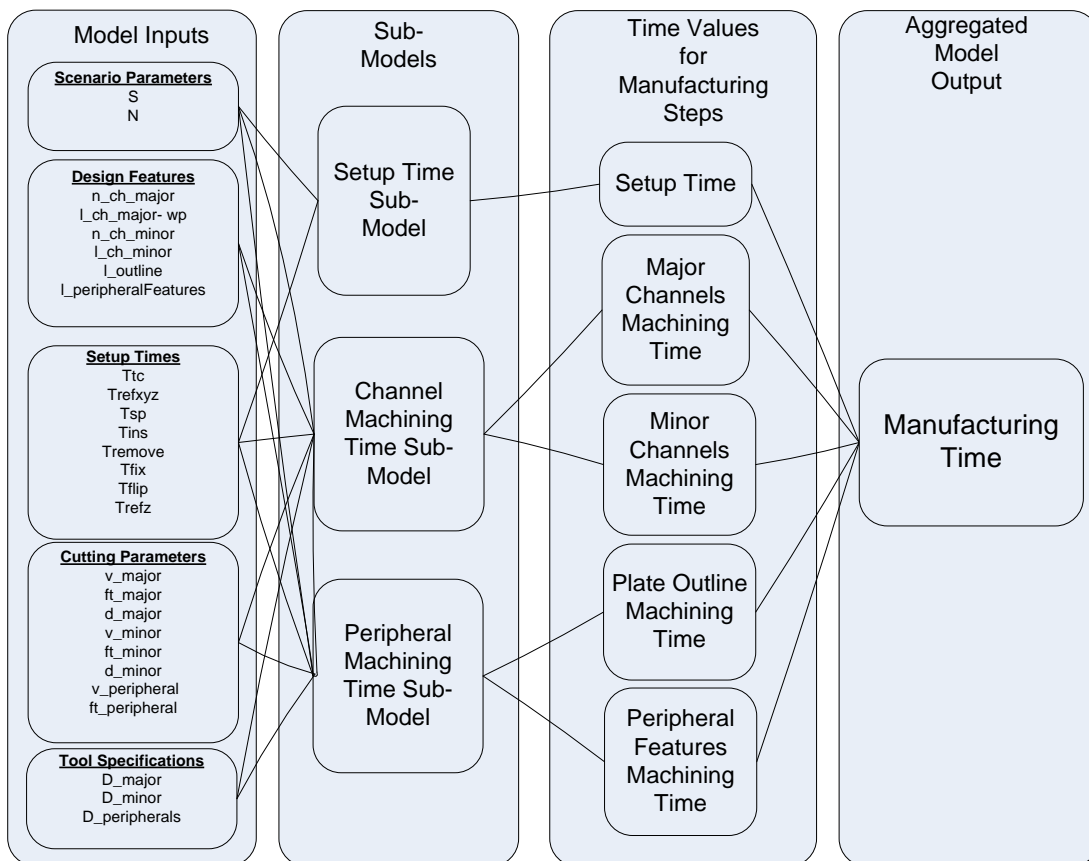 Model Inputs
Scenario Parameters
S
N
Design Features
n_ch_major
l_ch_major- wp
n_ch_minor
l_ch_minor
l_outline
l_peripheralFeatures
Setup Times
Ttc
Trefxyz
Tsp
Tins
Tremove
Tfix
Tflip
Trefz
Cutting Parameters
v_major
ft_major
d_major
v_minor
ft_minor
d_minor
v_peripheral
ft_peripheral
Tool Specifications
D_major
D_minor
D_peripherals
Sub-
Models
Setup Time
Sub-
Model
Channel
Machining
Time Sub-
Model
Peripheral
Machining
Time Sub-
Model
Time Values
for
Manufacturing
Steps
Setup Time
Major
Channels
Machining
Time
Minor
Channels
Machining
Time
Plate Outline
Machining
Time
Peripheral
Features
Machining
Time
Aggregated
Model
Output
Manufacturing
Time